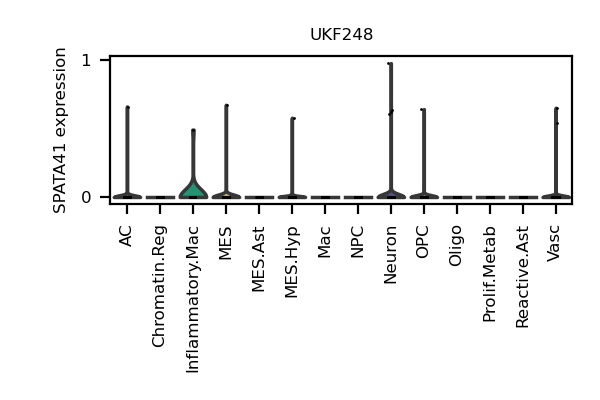 UKF248
SPATA41 expression
1
0
AC
Chromatin.Reg
Inflammatory.Mac
MES
MES.Ast
MES.Hyp
Mac
NPC
Neuron
OPC
Oligo
Prolif.Metab
Reactive.Ast
Vasc